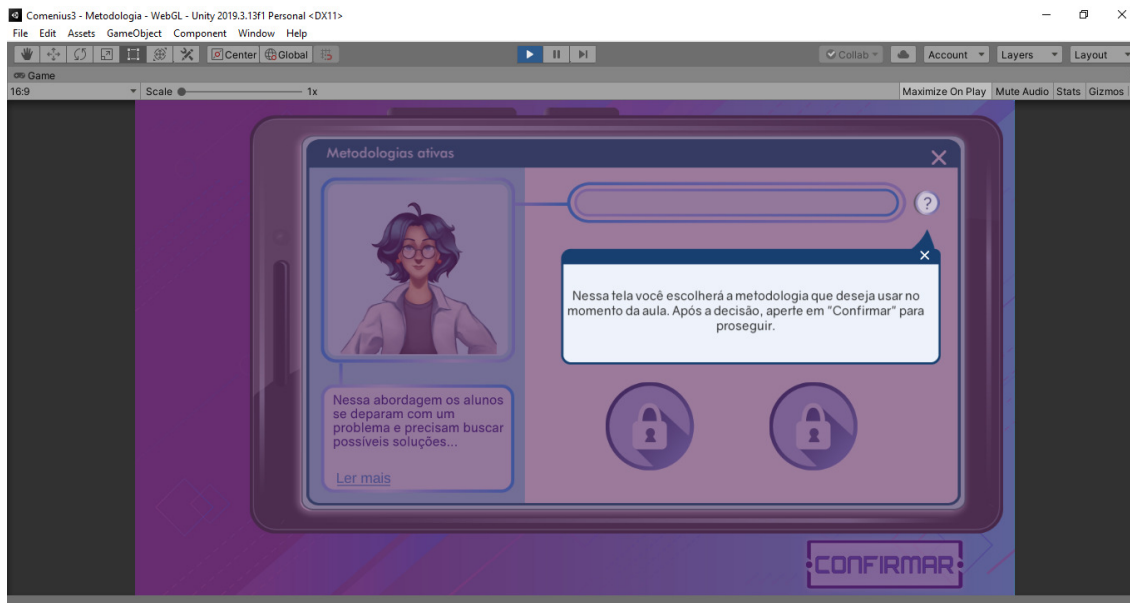 Comenius3 - Metodologia - WebGL - Unity 2019.3.13f1 Personal <DX11>
File Edit Assets GameObject Component Window Help
Center Global Collab Account Layers Layout
Game
16:9 Scale 1x Maximize On Play Mute Audio Stats Gizmos
Metodologias ativas
?
Nessa tela você escolherá a metodologia que deseja usar no
momento da aula. Após a decisão, aperte em "Confirmar" para
proseguir.
Nessa abordagem os alunos
se deparam com um
problema e precisam buscar
possíveis soluções...
Ler mais
CONFIRMAR